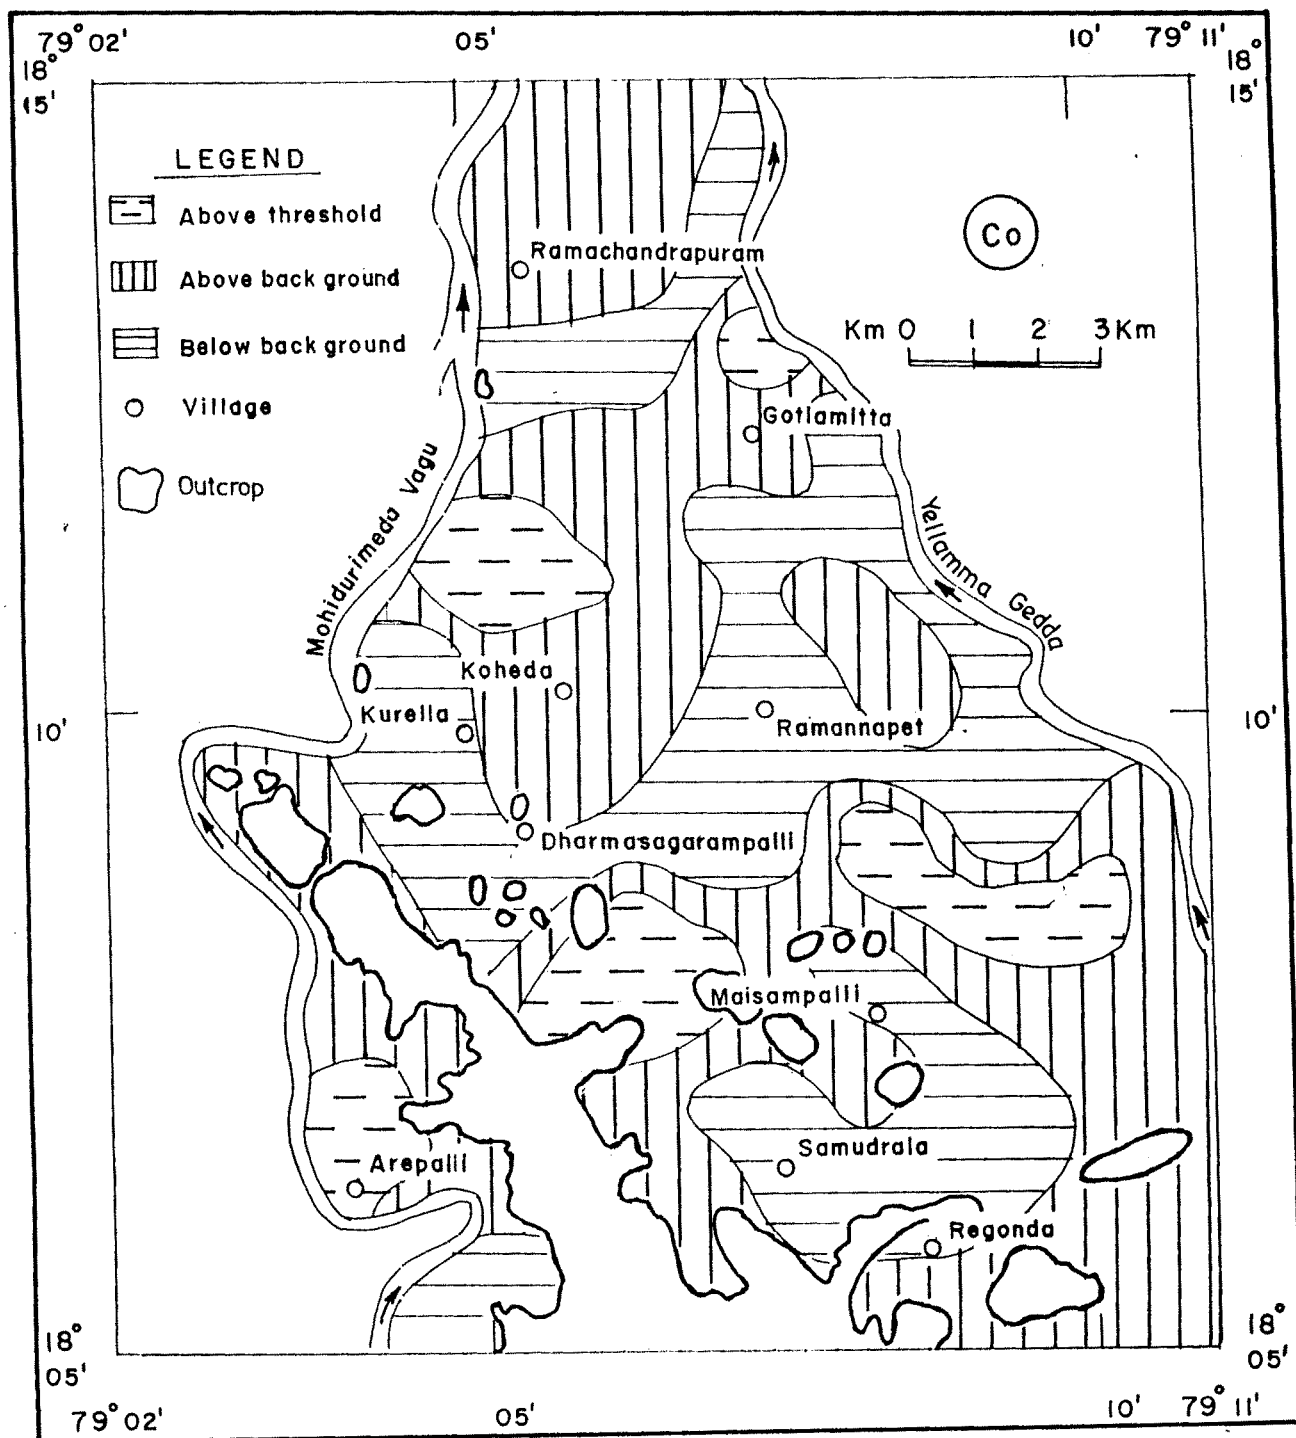 79° 02'
05'
10'
79° 11'
18°
15'
18°
15'
LEGEND
Above threshold
Above back ground
Below back ground
Village
Outcrop
Co
Km 0 1 2 3 Km
Ramachandrapuram
Gotlamitta
Mohidurimeda Vagu
Yellamma Gedda
Koheda
Kurella
Ramannapet
10'
10'
Dharmasagarampalli
Maisampalli
Samudrala
Arepalli
Regonda
18°
05'
18°
05'
79° 02'
05'
10'
79° 11'